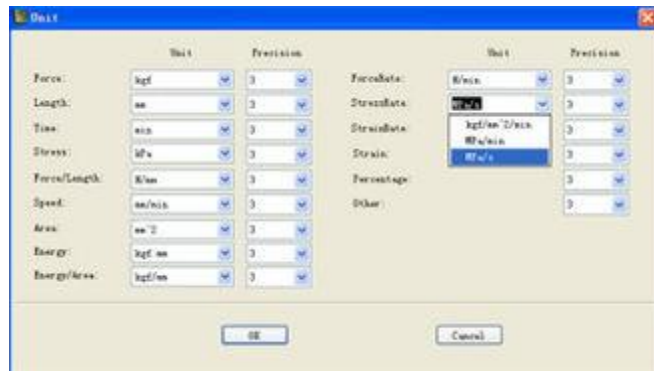 Unit
Unit Precision Unit Precision
Force: kgf 3 ForceRate: N/min 3
Length: mm 3 StressRate: MPa/s 3
Time: min 3 StrainRate: kgf/mm^2/min 3
MPa/min
Stress: 3 Strain: MPa/s 3
Force/Length: N/mm 3 Percentage: 3
Speed: mm/min 3 Other: 3
Area: mm^2 3
Energy: kgf mm 3
Energy/Area: kgf/mm 3
OK Cancel